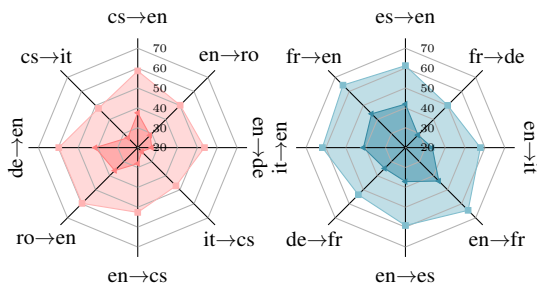 cs→en
cs→it
en→ro
de→en
en→de
ro→en
it→cs
en→cs
70
60
50
40
30
20
es→en
fr→en
fr→de
it→en
en→it
de→fr
en→fr
en→es
70
60
50
40
30
20